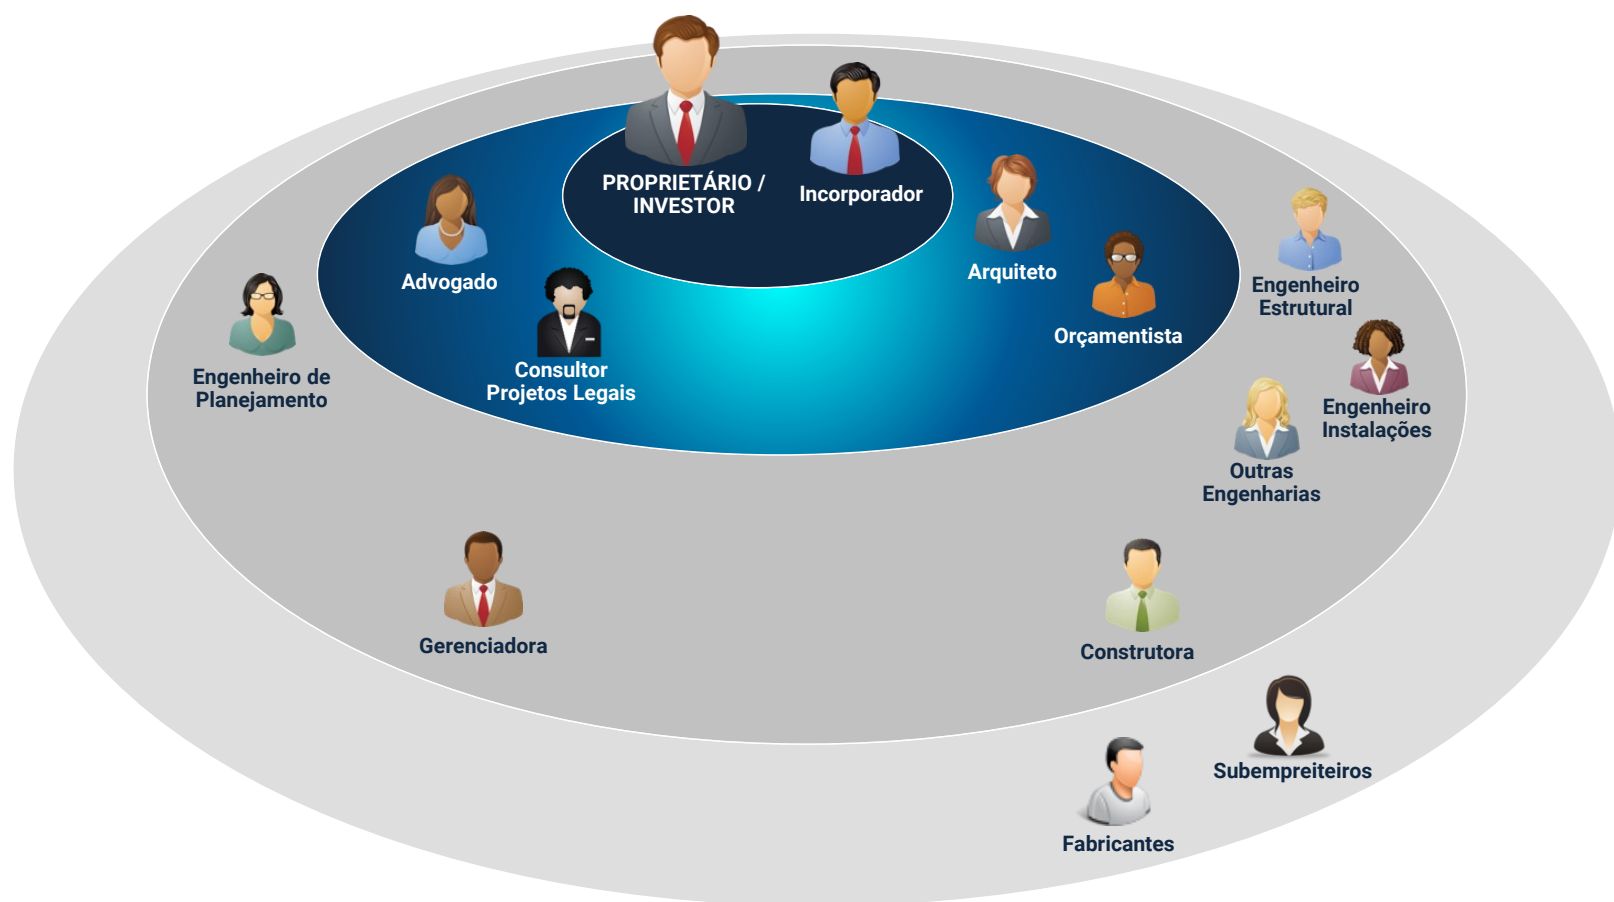 PROPRIETÁRIO /
INVESTOR
Incorporador
Advogado
Arquiteto
Consultor
Projetos Legais
Orçamentista
Engenheiro
Estrutural
Engenheiro de
Planejamento
Engenheiro
Instalações
Outras
Engenharias
Gerenciadora
Construtora
Subempreiteiros
Fabricantes